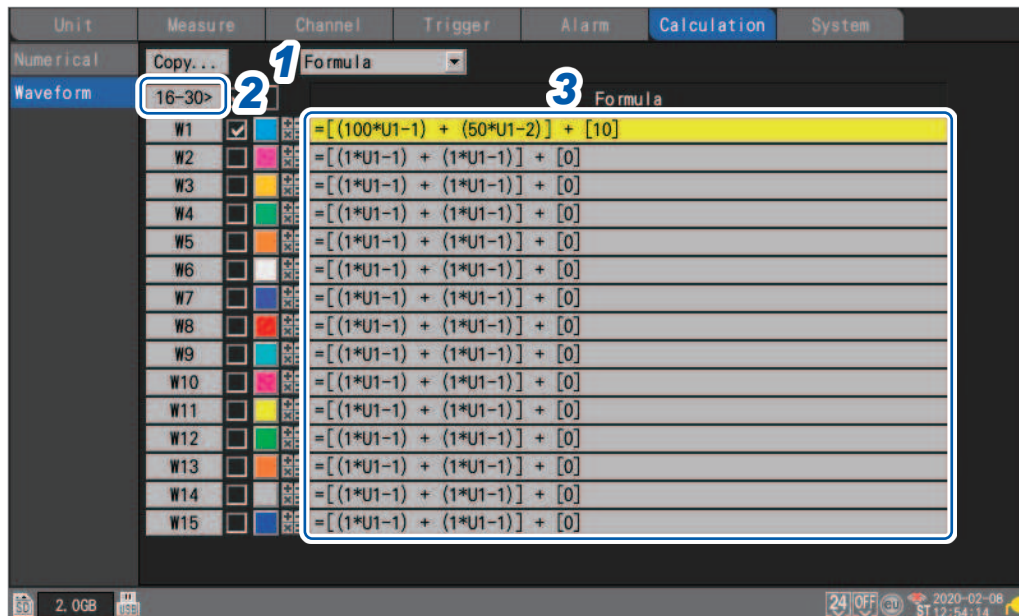 Unit Measure Channel Trigger Alarm Calculation System
Numerical Copy... 1 Formula
Waveform 16-30> 2 3 Formula
W1 =[(100*U1-1) + (50*U1-2)] + [10]
W2 =[(1*U1-1) + (1*U1-1)] + [0]
W3 =[(1*U1-1) + (1*U1-1)] + [0]
W4 =[(1*U1-1) + (1*U1-1)] + [0]
W5 =[(1*U1-1) + (1*U1-1)] + [0]
W6 =[(1*U1-1) + (1*U1-1)] + [0]
W7 =[(1*U1-1) + (1*U1-1)] + [0]
W8 =[(1*U1-1) + (1*U1-1)] + [0]
W9 =[(1*U1-1) + (1*U1-1)] + [0]
W10 =[(1*U1-1) + (1*U1-1)] + [0]
W11 =[(1*U1-1) + (1*U1-1)] + [0]
W12 =[(1*U1-1) + (1*U1-1)] + [0]
W13 =[(1*U1-1) + (1*U1-1)] + [0]
W14 =[(1*U1-1) + (1*U1-1)] + [0]
W15 =[(1*U1-1) + (1*U1-1)] + [0]
SD 2.0GB USB 24 OFF eu 2020-02-08
ST 12:54:14